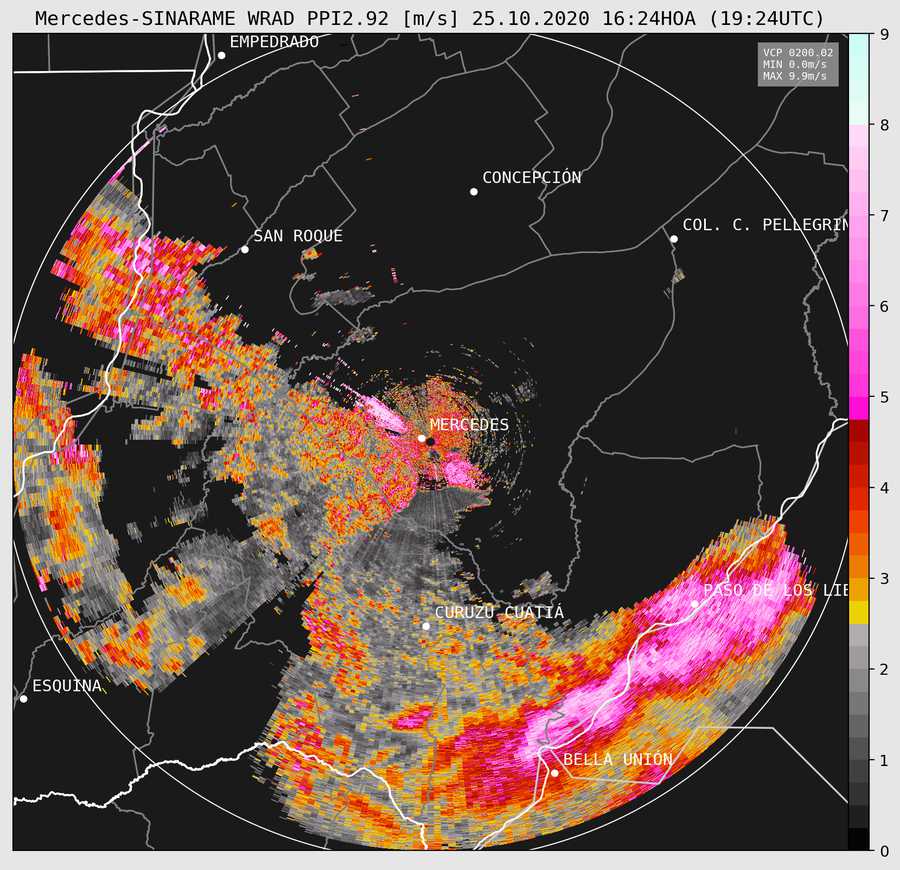 Mercedes-SINARAME WRAD PPI2.92 [m/s] 25.10.2020 16:24HOA (19:24UTC)
EMPEDRADO
VCP 0200.02
MIN 0.0m/s
MAX 9.9m/s
CONCEPCIÓN
COL. C. PELLEGRIN
SAN ROQUE
MERCEDES
PASO DE LOS LIE
CURUZU CUATIÁ
ESQUINA
BELLA UNIÓN
9
8
7
6
5
4
3
2
1
0